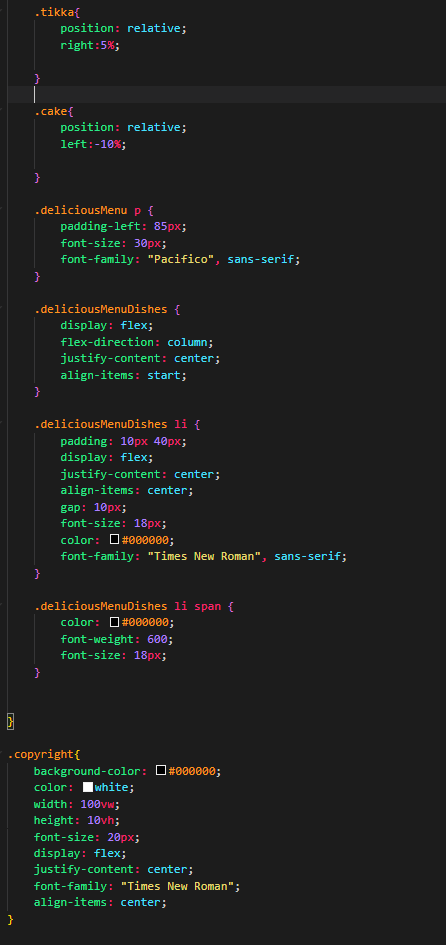 .tikka{
position: relative;
right:5%;
}
.cake{
position: relative;
left:-10%;
}
.deliciousMenu p {
padding-left: 85px;
font-size: 30px;
font-family: "Pacifico", sans-serif;
}
.deliciousMenuDishes {
display: flex;
flex-direction: column;
justify-content: center;
align-items: start;
}
.deliciousMenuDishes li {
padding: 10px 40px;
display: flex;
justify-content: center;
align-items: center;
gap: 10px;
font-size: 18px;
color: #000000;
font-family: "Times New Roman", sans-serif;
}
.deliciousMenuDishes li span {
color: #000000;
font-weight: 600;
font-size: 18px;
}
}
.copyright{
background-color: #000000;
color: white;
width: 100vw;
height: 10vh;
font-size: 20px;
display: flex;
justify-content: center;
font-family: "Times New Roman";
align-items: center;
}